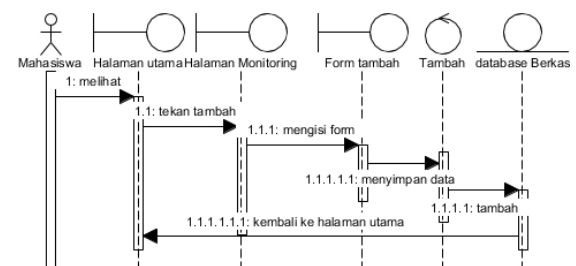 Mahasiswa Halaman utama Halaman Monitoring Form tambah Tambah database Berkas
1: melihat
1.1: tekan tambah
1.1.1: mengisi form
1.1.1.1.1: menyimpan data
1.1.1.1: tambah
1.1.1.1.1.1: kembali ke halaman utama